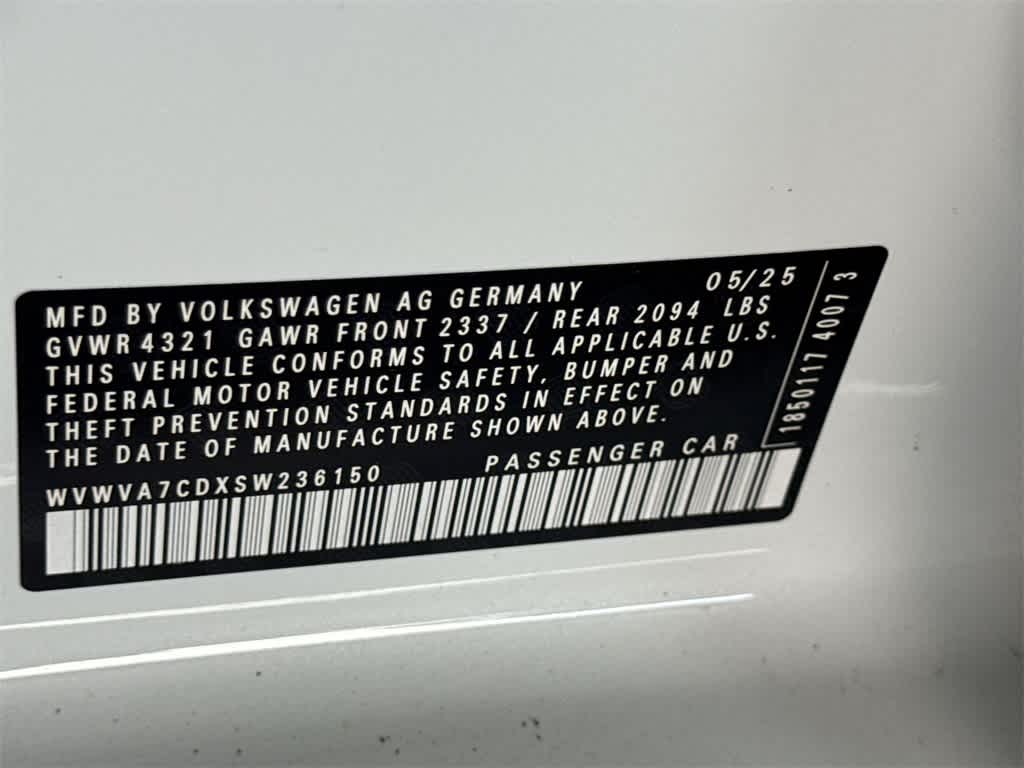 MFD BY VOLKSWAGEN AG GERMANY 05/25
GVWR 4321 GAWR FRONT 2337 / REAR 2094 LBS
THIS VEHICLE CONFORMS TO ALL APPLICABLE U.S.
FEDERAL MOTOR VEHICLE SAFETY, BUMPER AND
THEFT PREVENTION STANDARDS IN EFFECT ON
THE DATE OF MANUFACTURE SHOWN ABOVE.
WVWVA7CDXSW236150 PASSENGER CAR
1850117 4007 3